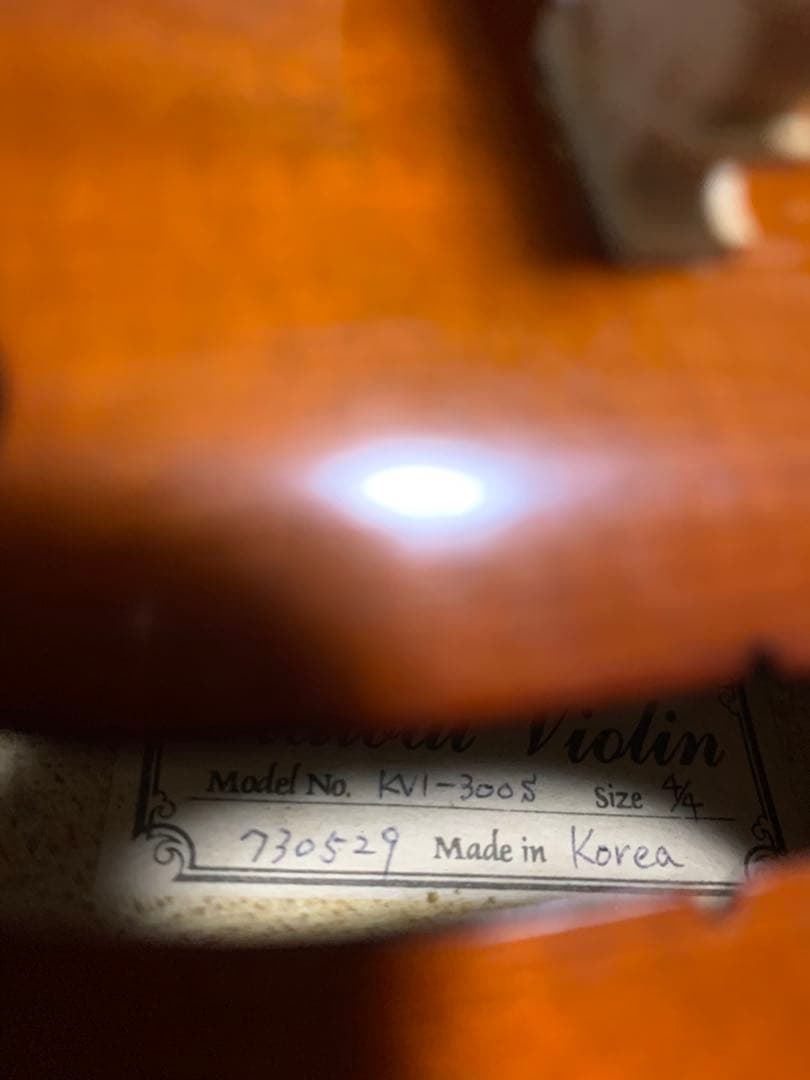 Violin
Model No. KVI-300S Size 4/4
730529 Made in Korea